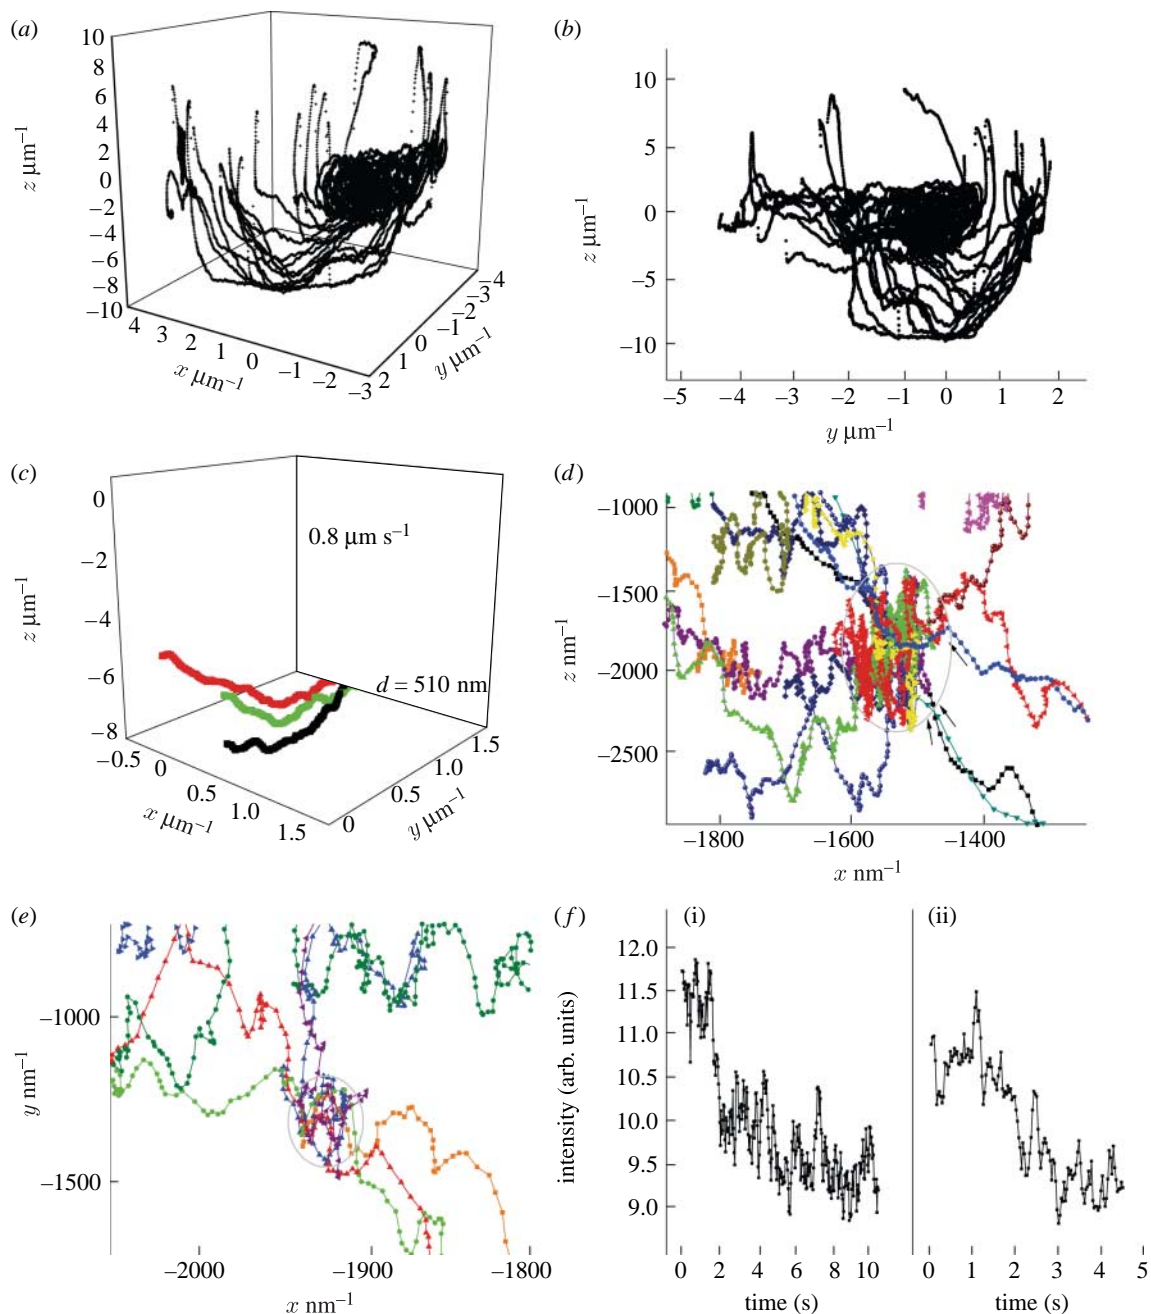 (a)
10
8
6
4
2
0
−2
−4
−6
−8
−10
z μm⁻¹
4
3
2
1
0
−1
−2
−3
x μm⁻¹
2
1
0
−1
−2
−3
−4
y μm⁻¹
(b)
10
5
0
−5
−10
z μm⁻¹
−5 −4 −3 −2 −1 0 1 2
y μm⁻¹
(c)
0
−2
−4
−6
−8
z μm⁻¹
0.8 μm s⁻¹
d = 510 nm
−0.5
0
0.5
1.0
1.5
x μm⁻¹
0
0.5
1.0
1.5
y μm⁻¹
(d)
−1000
−1500
−2000
−2500
z nm⁻¹
−1800 −1600 −1400
x nm⁻¹
(e)
−1000
−1500
y nm⁻¹
−2000 −1900 −1800
x nm⁻¹
(f)
(i)
12.0
11.5
11.0
10.5
10.0
9.5
9.0
intensity (arb. units)
0 2 4 6 8 10
time (s)
(ii)
0 1 2 3 4 5
time (s)